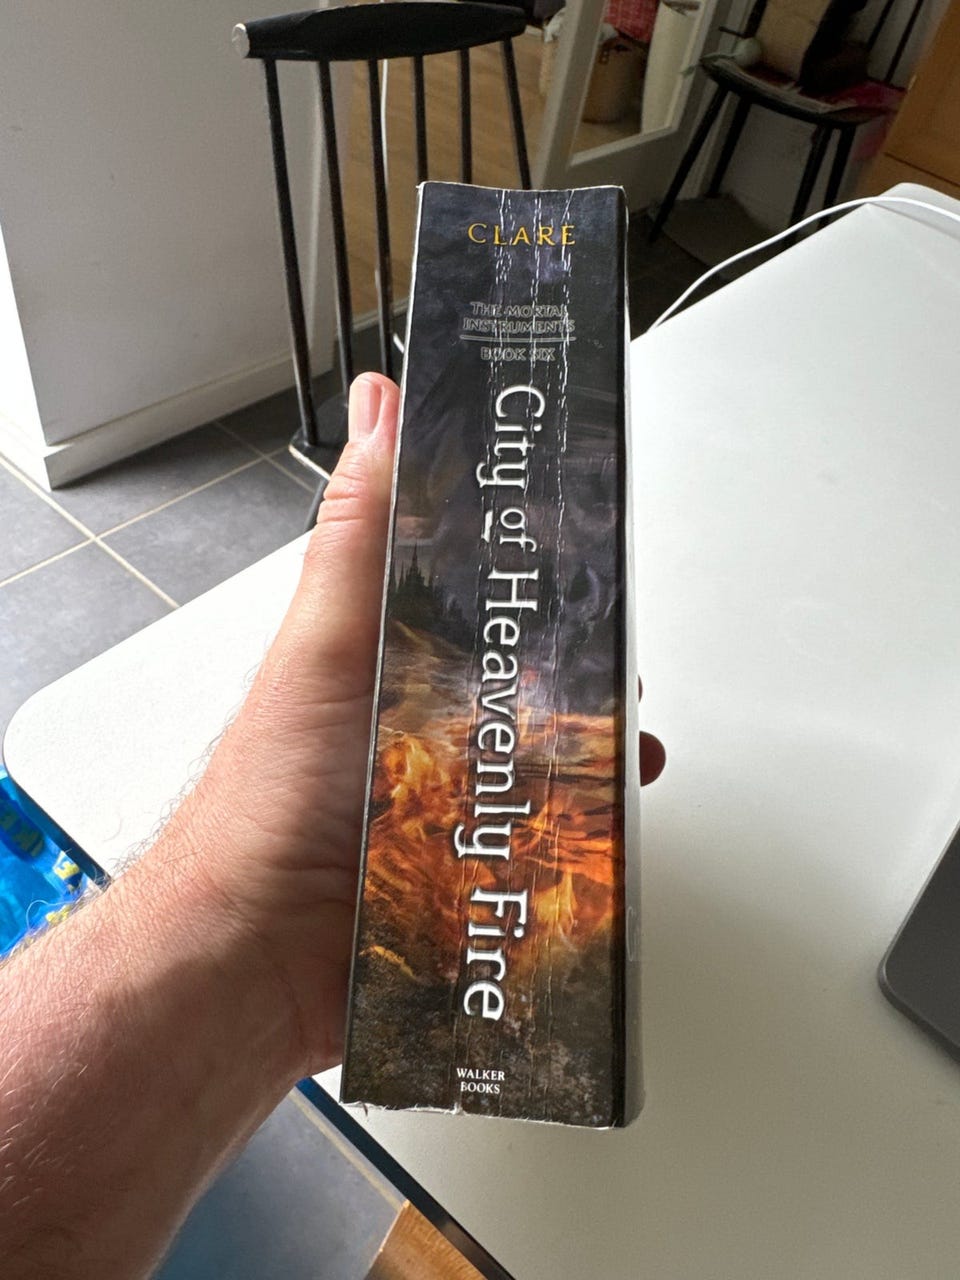 CLARE
THE MORTAL
INSTRUMENTS
BOOK SIX
City of Heavenly Fire
WALKER
BOOKS